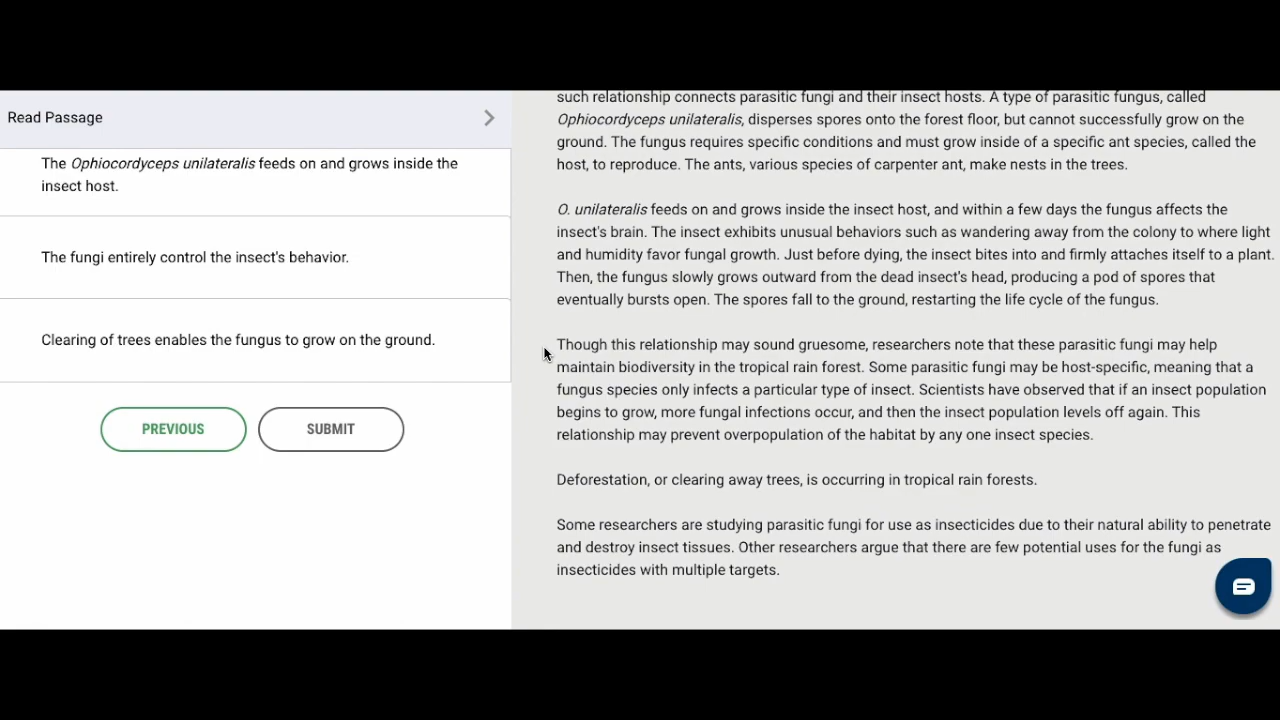 Read Passage
The Ophiocordyceps unilateralis feeds on and grows inside the
insect host.
The fungi entirely control the insect's behavior.
Clearing of trees enables the fungus to grow on the ground.
PREVIOUS
SUBMIT
such relationship connects parasitic fungi and their insect hosts. A type of parasitic fungus, called
Ophiocordyceps unilateralis, disperses spores onto the forest floor, but cannot successfully grow on the
ground. The fungus requires specific conditions and must grow inside of a specific ant species, called the
host, to reproduce. The ants, various species of carpenter ant, make nests in the trees.
O. unilateralis feeds on and grows inside the insect host, and within a few days the fungus affects the
insect's brain. The insect exhibits unusual behaviors such as wandering away from the colony to where light
and humidity favor fungal growth. Just before dying, the insect bites into and firmly attaches itself to a plant.
Then, the fungus slowly grows outward from the dead insect's head, producing a pod of spores that
eventually bursts open. The spores fall to the ground, restarting the life cycle of the fungus.
Though this relationship may sound gruesome, researchers note that these parasitic fungi may help
maintain biodiversity in the tropical rain forest. Some parasitic fungi may be host-specific, meaning that a
fungus species only infects a particular type of insect. Scientists have observed that if an insect population
begins to grow, more fungal infections occur, and then the insect population levels off again. This
relationship may prevent overpopulation of the habitat by any one insect species.
Deforestation, or clearing away trees, is occurring in tropical rain forests.
Some researchers are studying parasitic fungi for use as insecticides due to their natural ability to penetrate
and destroy insect tissues. Other researchers argue that there are few potential uses for the fungi as
insecticides with multiple targets.